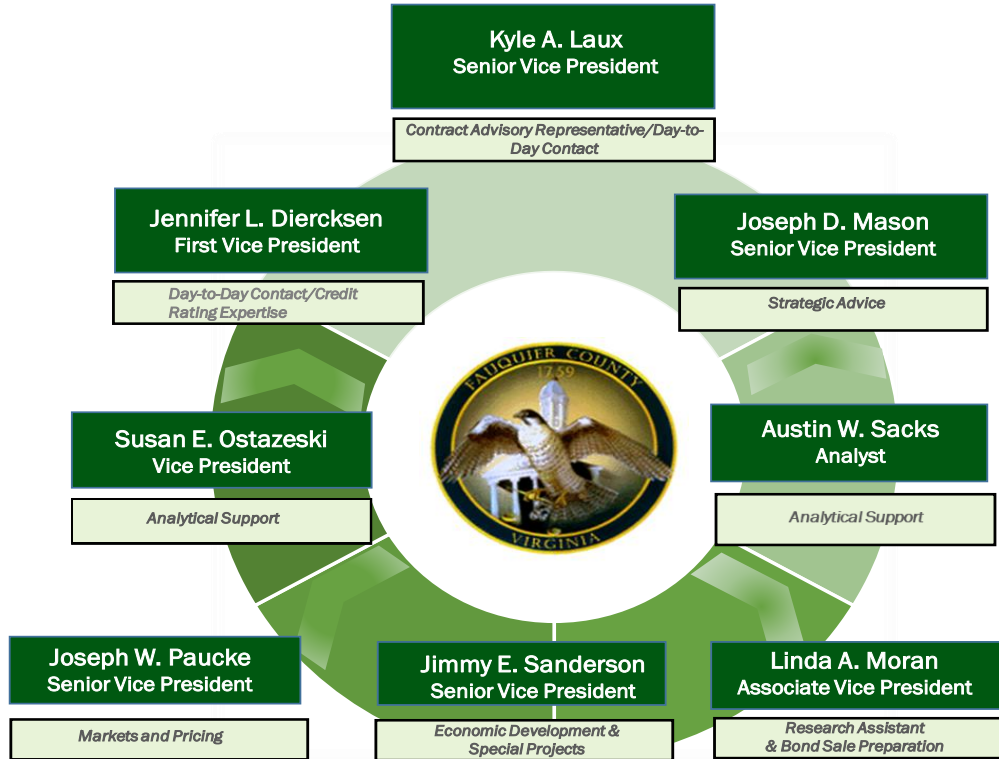 Kyle A. Laux
Senior Vice President
Contract Advisory Representative/Day-to-
Day Contact
Jennifer L. Diercksen
First Vice President
Day-to-Day Contact/Credit
Rating Expertise
Joseph D. Mason
Senior Vice President
Strategic Advice
FAUQUIER COUNTY
1759
VIRGINIA
Susan E. Ostazeski
Vice President
Analytical Support
Austin W. Sacks
Analyst
Analytical Support
Joseph W. Paucke
Senior Vice President
Markets and Pricing
Jimmy E. Sanderson
Senior Vice President
Economic Development &
Special Projects
Linda A. Moran
Associate Vice President
Research Assistant
& Bond Sale Preparation